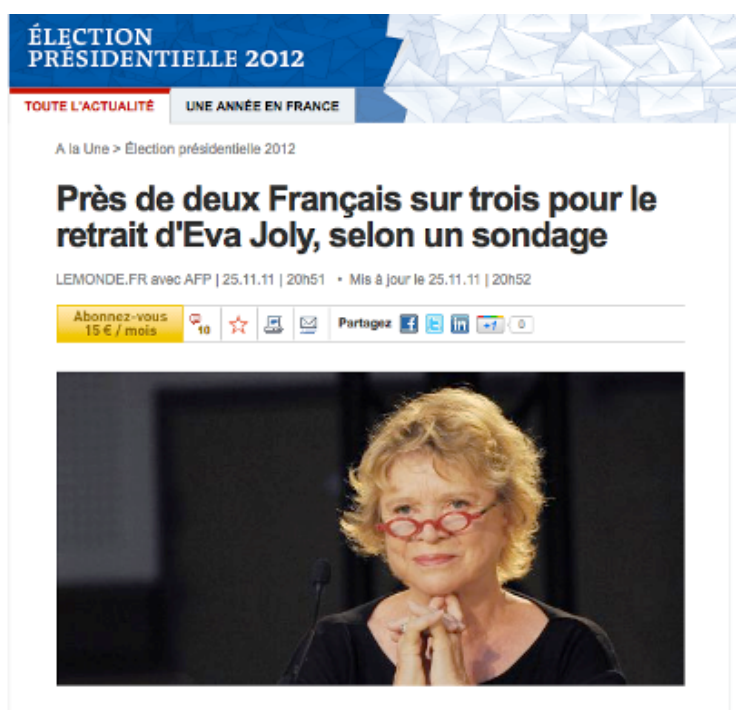 ÉLECTION
PRÉSIDENTIELLE 2012
TOUTE L'ACTUALITÉ UNE ANNÉE EN FRANCE
A la Une > Élection présidentielle 2012
Près de deux Français sur trois pour le
retrait d'Eva Joly, selon un sondage
LEMONDE.FR avec AFP | 25.11.11 | 20h51 • Mis à jour le 25.11.11 | 20h52
Abonnez-vous
15 € / mois
10
Partagez
+1 0